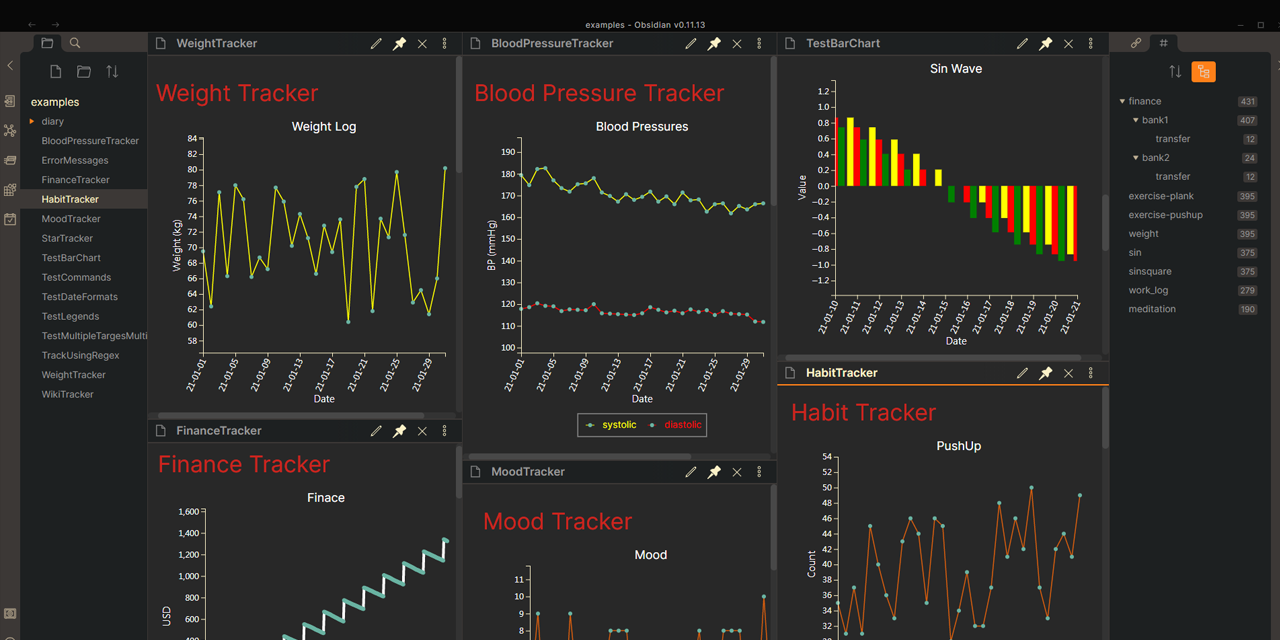 examples - Obsidian v0.11.13
examples
diary
BloodPressureTracker
ErrorMessages
FinanceTracker
HabitTracker
MoodTracker
StarTracker
TestBarChart
TestCommands
TestDateFormats
TestLegends
TestMultipleTargesMulti
TrackUsingRegex
WeightTracker
WikiTracker
WeightTracker
Weight Tracker
Weight Log
Weight (kg)
84
82
80
78
76
74
72
70
68
66
64
62
60
58
21-01-01
21-01-05
21-01-09
21-01-13
21-01-17
21-01-21
21-01-25
21-01-29
Date
FinanceTracker
Finance Tracker
Finace
USD
1,600
1,400
1,200
1,000
800
600
400
BloodPressureTracker
Blood Pressure Tracker
Blood Pressures
BP (mmHg)
190
180
170
160
150
140
130
120
110
100
21-01-01
21-01-05
21-01-09
21-01-13
21-01-17
21-01-21
21-01-25
21-01-29
Date
systolic diastolic
MoodTracker
Mood Tracker
Mood
11
10
9
8
TestBarChart
Sin Wave
Value
1.2
1.0
0.8
0.6
0.4
0.2
0.0
−0.2
−0.4
−0.6
−0.8
−1.0
−1.2
21-01-10
21-01-11
21-01-12
21-01-13
21-01-14
21-01-15
21-01-16
21-01-17
21-01-18
21-01-19
21-01-20
21-01-21
Date
HabitTracker
Habit Tracker
PushUp
Count
54
52
50
48
46
44
42
40
38
36
34
32
30
finance 431
bank1 407
transfer 12
bank2 24
transfer 12
exercise-plank 395
exercise-pushup 395
weight 395
sin 375
sinsquare 375
work_log 279
meditation 190